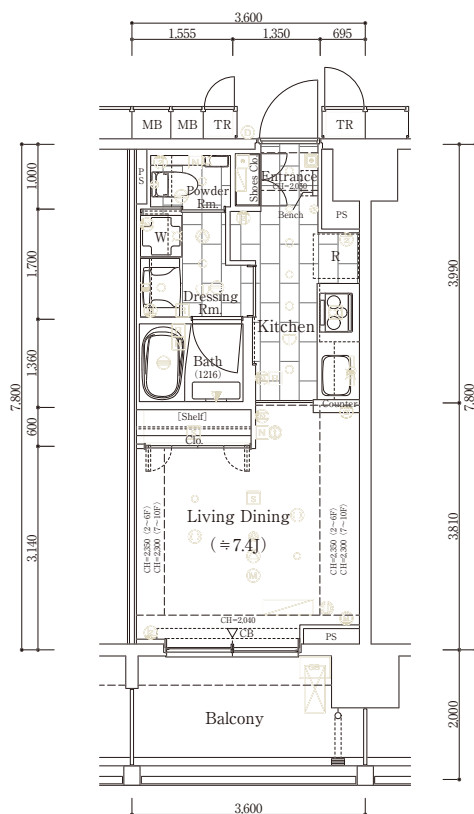 3,600
1,555
1,350
695
MB
MB
TR
TR
PS
Shoes Clo.
Entrance
CH=2,050
Bench
Powder
Rm.
PS
W
R
Dressing
Rm.
Kitchen
Bath
(1216)
Counter
[Shelf]
Clo.
Living Dining
(≒7.4J)
CH=2,350 (2～6F)
CH=2,300 (7～10F)
CH=2,350 (2～6F)
CH=2,300 (7～10F)
CH=2,040
CB
PS
Balcony
7,800
1,000
1,700
1,360
600
3,140
3,990
3,810
7,800
2,000
3,600